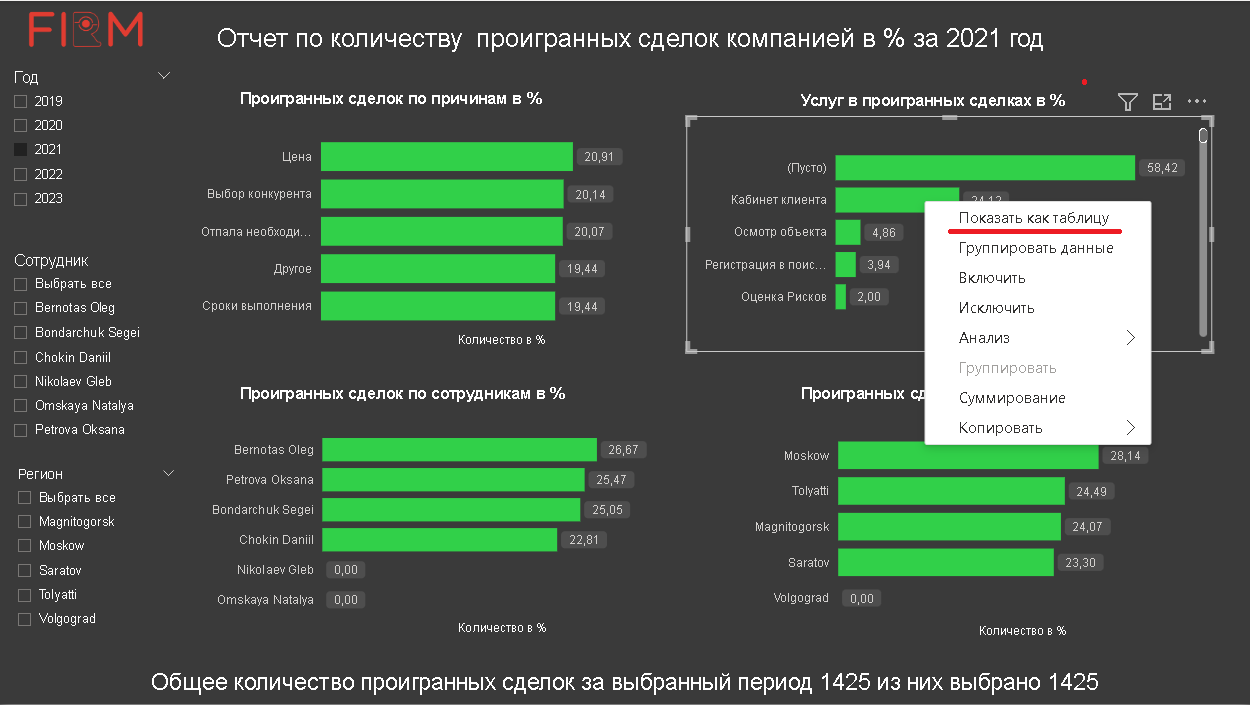 FIRM
Отчет по количеству проигранных сделок компанией в % за 2021 год
Год
2019
2020
2021
2022
2023
Сотрудник
Выбрать все
Bernotas Oleg
Bondarchuk Segei
Chokin Daniil
Nikolaev Gleb
Omskaya Natalya
Petrova Oksana
Регион
Выбрать все
Magnitogorsk
Moskow
Saratov
Tolyatti
Volgograd
Проигранных сделок по причинам в %
Цена 20,91
Выбор конкурента 20,14
Отпала необходи... 20,07
Другое 19,44
Сроки выполнения 19,44
Количество в %
Услуг в проигранных сделках в %
(Пусто) 58,42
Кабинет клиента 24,12
Осмотр объекта 4,86
Регистрация в поис... 3,94
Оценка Рисков 2,00
Показать как таблицу
Группировать данные
Включить
Исключить
Анализ
Группировать
Суммирование
Копировать
Проигранных сделок по сотрудникам в %
Bernotas Oleg 26,67
Petrova Oksana 25,47
Bondarchuk Segei 25,05
Chokin Daniil 22,81
Nikolaev Gleb 0,00
Omskaya Natalya 0,00
Количество в %
Проигранных
Moskow 28,14
Tolyatti 24,49
Magnitogorsk 24,07
Saratov 23,30
Volgograd 0,00
Количество в %
Общее количество проигранных сделок за выбранный период 1425 из них выбрано 1425